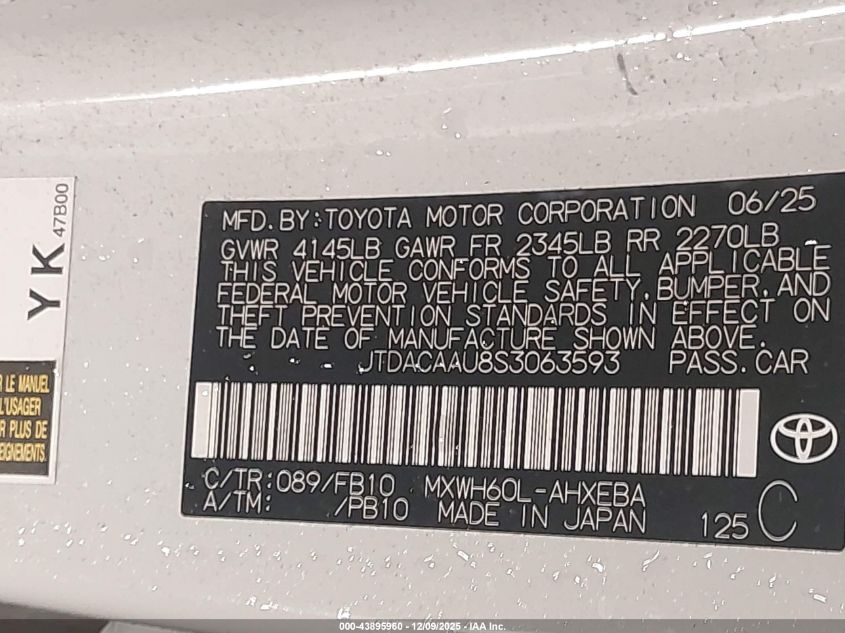 MFD.BY:TOYOTA MOTOR CORPORATION 06/25
GVWR 4145LB GAWR FR 2345LB RR 2270LB
THIS VEHICLE CONFORMS TO ALL APPLICABLE
FEDERAL MOTOR VEHICLE SAFETY,BUMPER,AND
THEFT PREVENTION STANDARDS IN EFFECT ON
THE DATE OF MANUFACTURE SHOWN ABOVE.
JTDACAAU8S3063593 PASS.CAR
C/TR:089/FB10 MXWH60L-AHXEBA
A/TM: /PB10 MADE IN JAPAN 125 C
YK
47B00
LE MANUEL
L'USAGER
PLUS DE
000-43895960 - 12/09/2025 - IAA Inc.